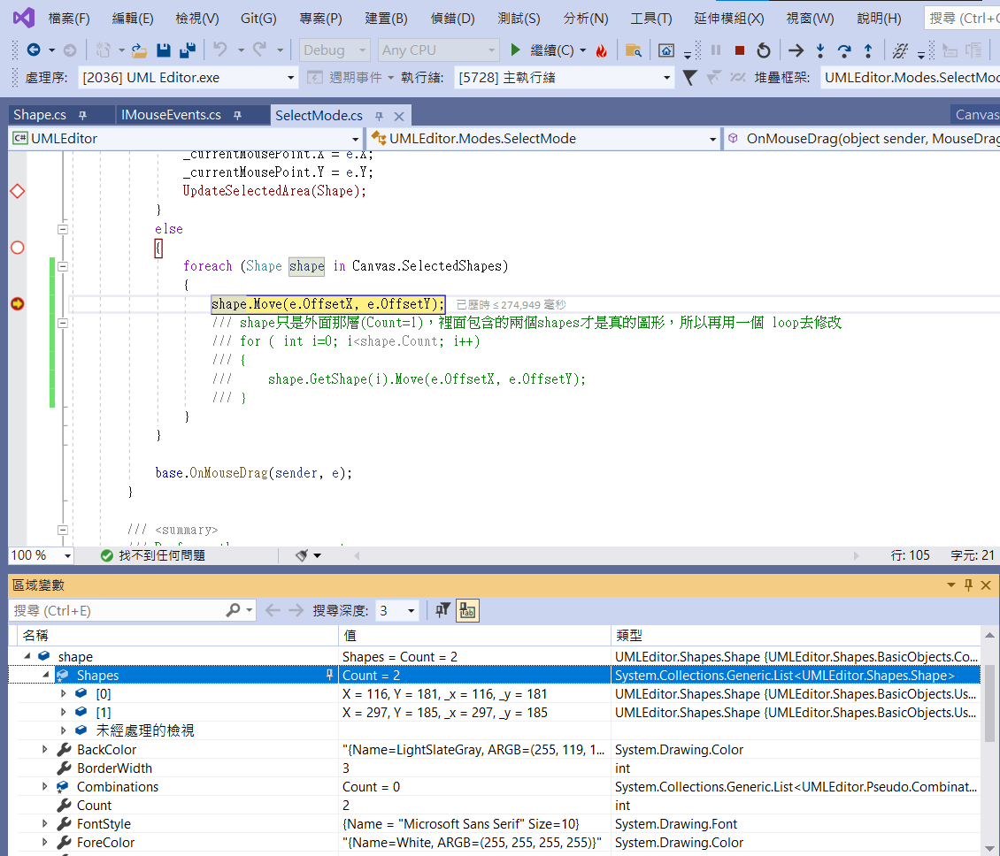 檔案(F) 編輯(E) 檢視(V) Git(G) 專案(P) 建置(B) 偵錯(D) 測試(S) 分析(N) 工具(T) 延伸模組(X) 視窗(W) 說明(H) 搜尋 (Ctrl+
Debug Any CPU 繼續(C)
處理序: [2036] UML Editor.exe 週期事件 執行緒: [5728] 主執行緒 堆疊框架: UMLEditor.Modes.SelectMod
Shape.cs IMouseEvents.cs SelectMode.cs Canvas
C# UMLEditor UMLEditor.Modes.SelectMode OnMouseDrag(object sender, MouseDrag
_currentMousePoint.X = e.X;
_currentMousePoint.Y = e.Y;
UpdateSelectedArea(Shape);
}
else
{
foreach (Shape shape in Canvas.SelectedShapes)
{
shape.Move(e.OffsetX, e.OffsetY); 已歷時 ≤ 274,949 毫秒
/// shape只是外面那層(Count=1)，裡面包含的兩個shapes才是真的圖形，所以再用一個 loop去修改
/// for ( int i=0; i<shape.Count; i++)
/// {
/// shape.GetShape(i).Move(e.OffsetX, e.OffsetY);
/// }
}
}
base.OnMouseDrag(sender, e);
}
/// <summary>
100 % 找不到任何問題 行: 105 字元: 21
區域變數
搜尋 (Ctrl+E) 搜尋深度: 3
名稱 值 類型
shape Shapes = Count = 2 UMLEditor.Shapes.Shape {UMLEditor.Shapes.BasicObjects.Co...
Shapes Count = 2 System.Collections.Generic.List<UMLEditor.Shapes.Shape>
[0] X = 116, Y = 181, _x = 116, _y = 181 UMLEditor.Shapes.Shape {UMLEditor.Shapes.BasicObjects.Us...
[1] X = 297, Y = 185, _x = 297, _y = 185 UMLEditor.Shapes.Shape {UMLEditor.Shapes.BasicObjects.Us...
未經處理的檢視
BackColor "{Name=LightSlateGray, ARGB=(255, 119, 1... System.Drawing.Color
BorderWidth 3 int
Combinations Count = 0 System.Collections.Generic.List<UMLEditor.Pseudo.Combinat...
Count 2 int
FontStyle {Name = "Microsoft Sans Serif" Size=10} System.Drawing.Font
ForeColor "{Name=White, ARGB=(255, 255, 255, 255)}" System.Drawing.Color